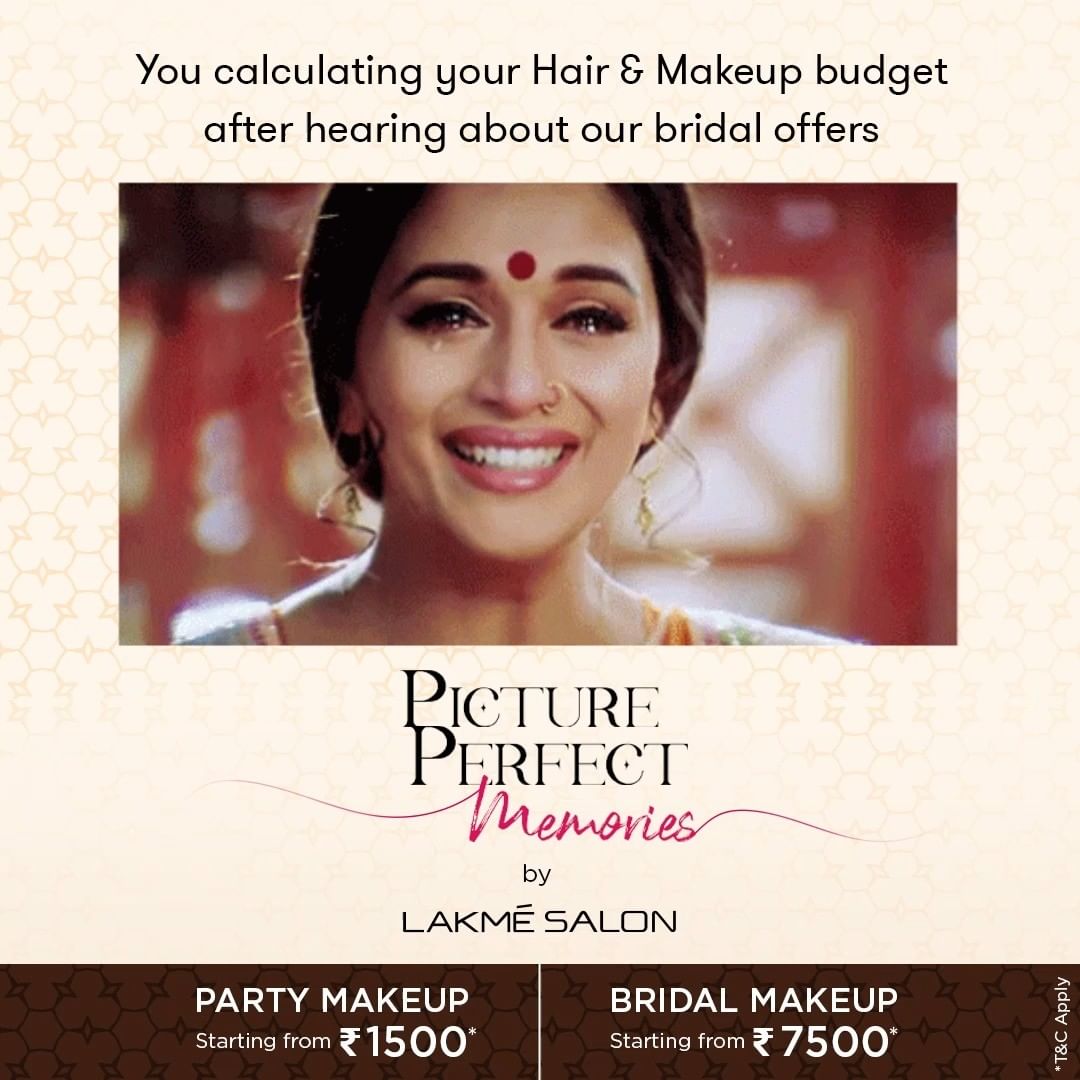 You calculating your Hair & Makeup budget
after hearing about our bridal offers
PICTURE
PERFECT
Memories
by
LAKMÉ SALON
PARTY MAKEUP
Starting from ₹1500*
BRIDAL MAKEUP
Starting from ₹7500*
*T&C Apply